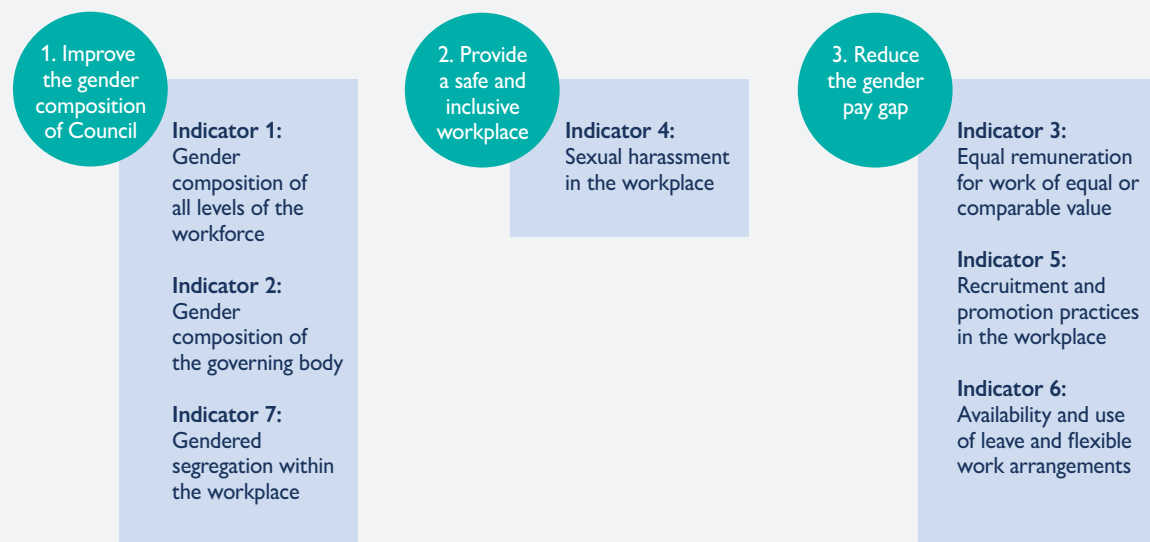 1. Improve
the gender
composition
of Council
Indicator 1:
Gender
composition of
all levels of the
workforce
Indicator 2:
Gender
composition of
the governing body
Indicator 7:
Gendered
segregation within
the workplace
2. Provide
a safe and
inclusive
workplace
Indicator 4:
Sexual harassment
in the workplace
3. Reduce
the gender
pay gap
Indicator 3:
Equal remuneration
for work of equal or
comparable value
Indicator 5:
Recruitment and
promotion practices
in the workplace
Indicator 6:
Availability and use
of leave and flexible
work arrangements